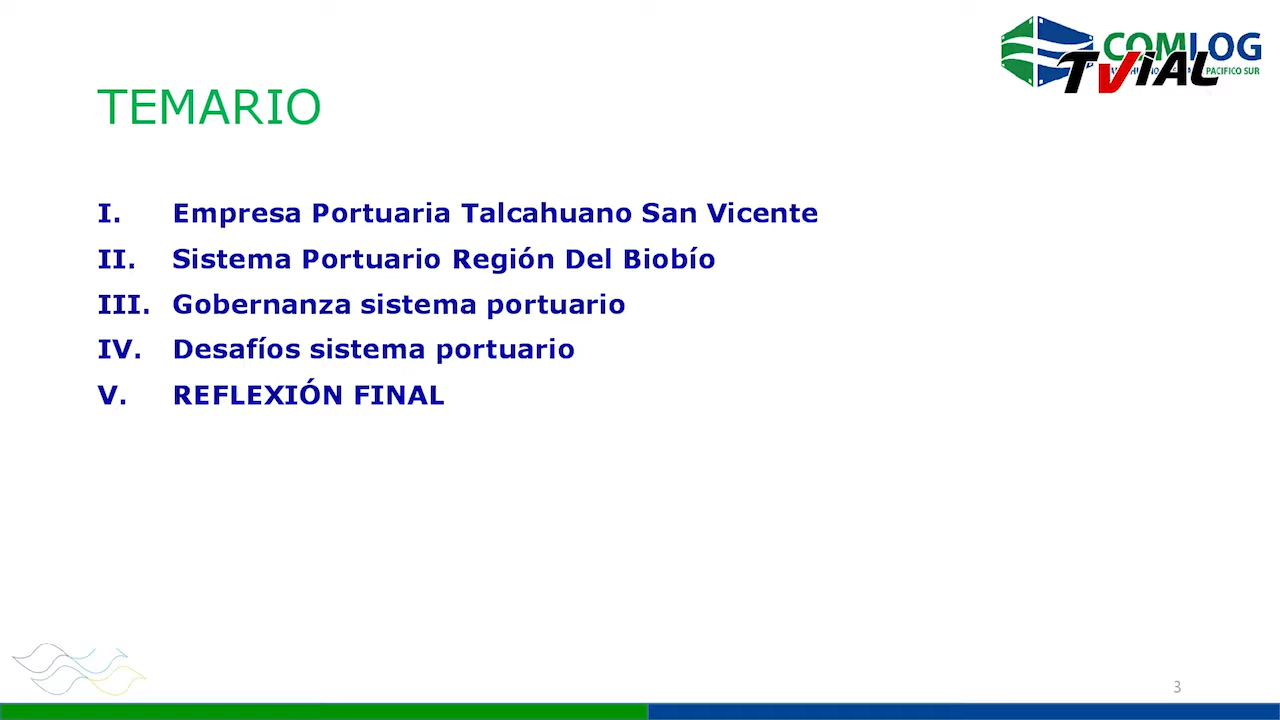 COMLOG
TVIAL
PACIFICO SUR
TEMARIO
I. Empresa Portuaria Talcahuano San Vicente
II. Sistema Portuario Región Del Biobío
III. Gobernanza sistema portuario
IV. Desafíos sistema portuario
V. REFLEXIÓN FINAL
3